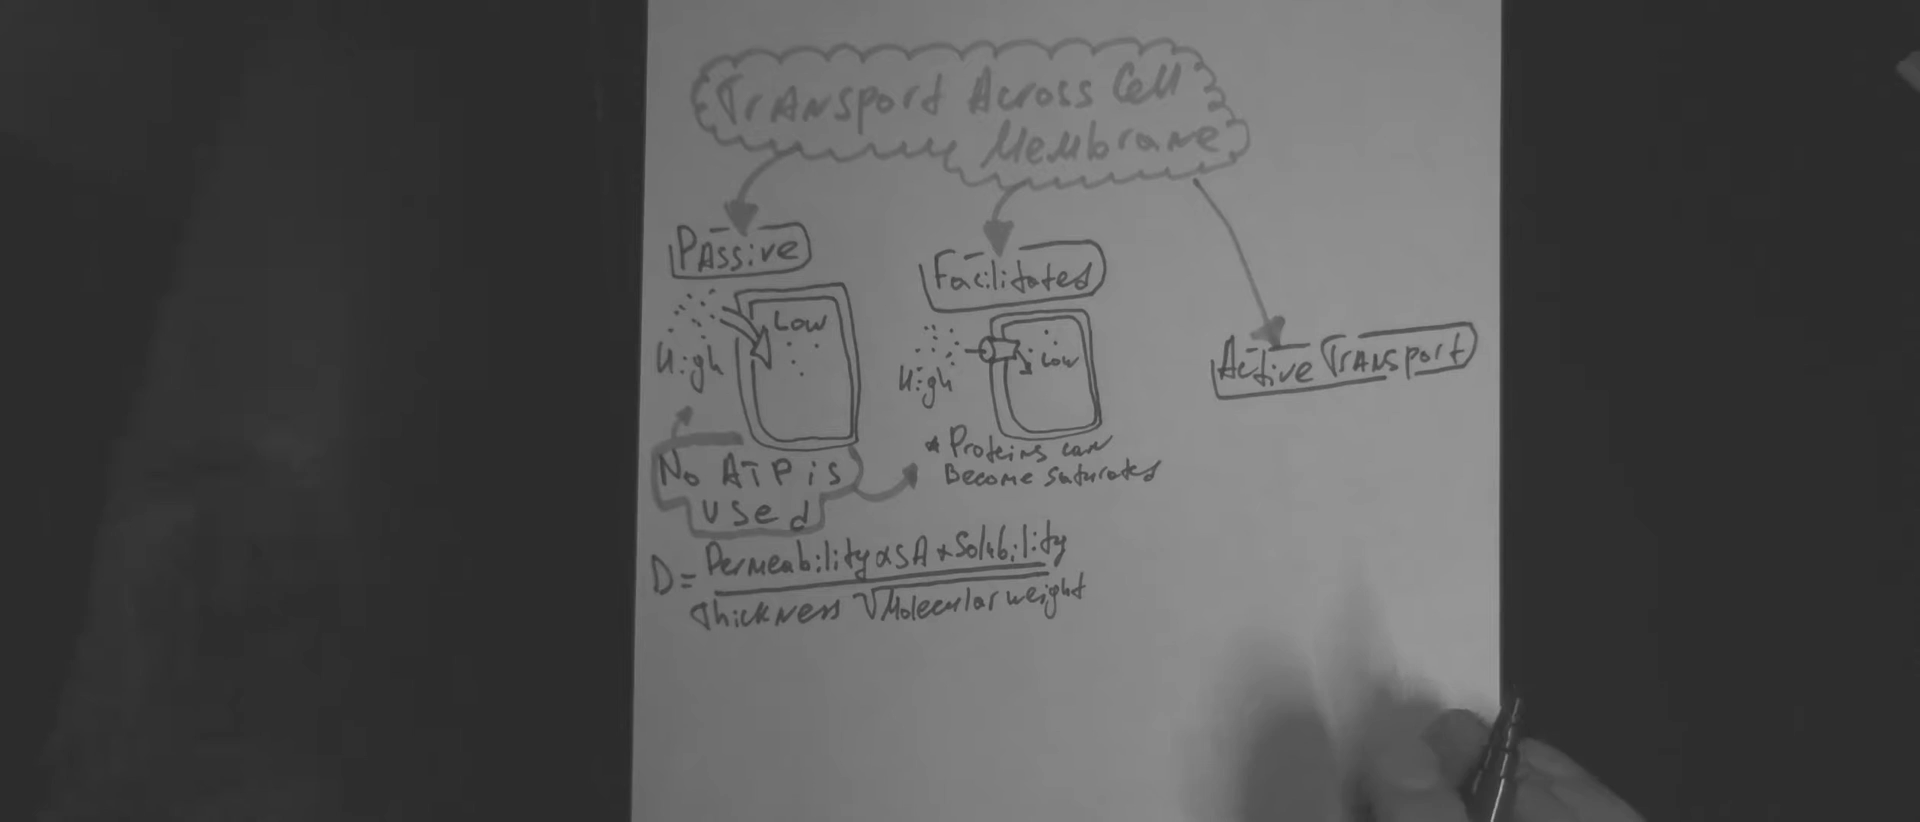 Transport Across Cell
Membrane
Passive
Facilitated
Active Transport
Low
High
Low
High
* Proteins can
Become saturated
No ATP is
used
D = Permeability x SA x Solubility
Thickness √Molecular weight